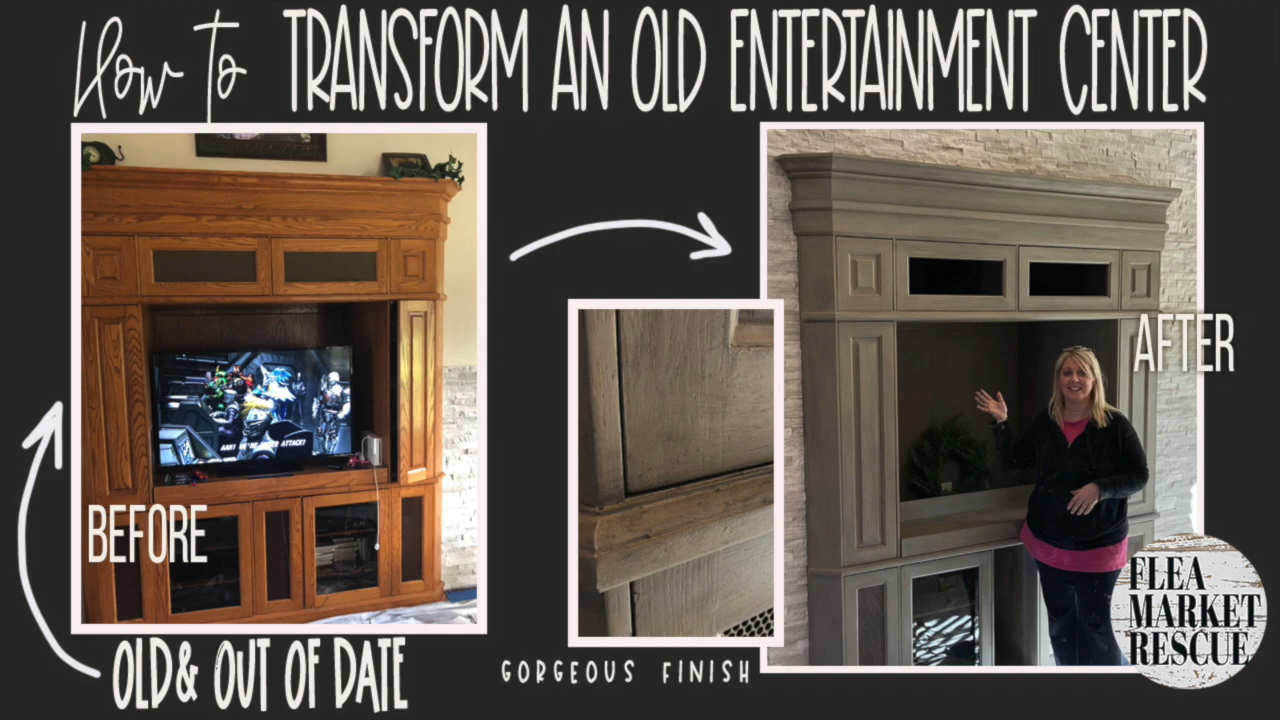 How to TRANSFORM AN OLD ENTERTAINMENT CENTER
BEFORE
OLD & OUT OF DATE
GORGEOUS FINISH
AFTER
FLEA
MARKET
RESCUE